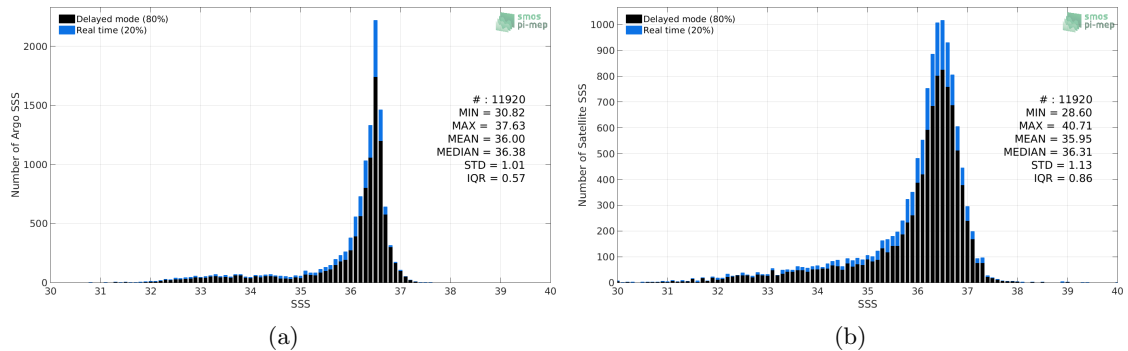 Delayed mode (80%)
Real time (20%)
smos
pi-mep
2000
1500
1000
500
0
Number of Argo SSS
# : 11920
MIN = 30.82
MAX = 37.63
MEAN = 36.00
MEDIAN = 36.38
STD = 1.01
IQR = 0.57
30 31 32 33 34 35 36 37 38 39 40
SSS
(a)
Delayed mode (80%)
Real time (20%)
smos
pi-mep
1000
900
800
700
600
500
400
300
200
100
0
Number of Satellite SSS
# : 11920
MIN = 28.60
MAX = 40.71
MEAN = 35.95
MEDIAN = 36.31
STD = 1.13
IQR = 0.86
30 31 32 33 34 35 36 37 38 39 40
SSS
(b)